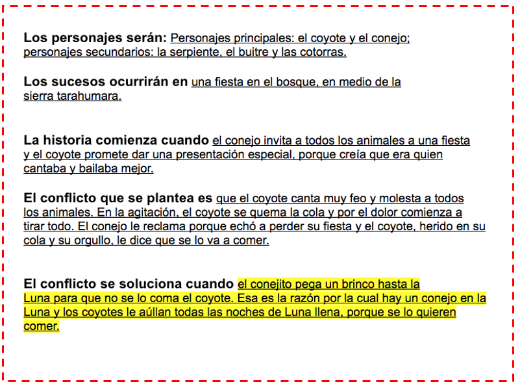 Los personajes serán: Personajes principales: el coyote y el conejo;
personajes secundarios: la serpiente, el buitre y las cotorras.
Los sucesos ocurrirán en una fiesta en el bosque, en medio de la
sierra tarahumara.
La historia comienza cuando el conejo invita a todos los animales a una fiesta
y el coyote promete dar una presentación especial, porque creía que era quien
cantaba y bailaba mejor.
El conflicto que se plantea es que el coyote canta muy feo y molesta a todos
los animales. En la agitación, el coyote se quema la cola y por el dolor comienza a
tirar todo. El conejo le reclama porque echó a perder su fiesta y el coyote, herido en su
cola y su orgullo, le dice que se lo va a comer.
El conflicto se soluciona cuando el conejito pega un brinco hasta la
Luna para que no se lo coma el coyote. Esa es la razón por la cual hay un conejo en la
Luna y los coyotes le aúllan todas las noches de Luna llena, porque se lo quieren
comer.